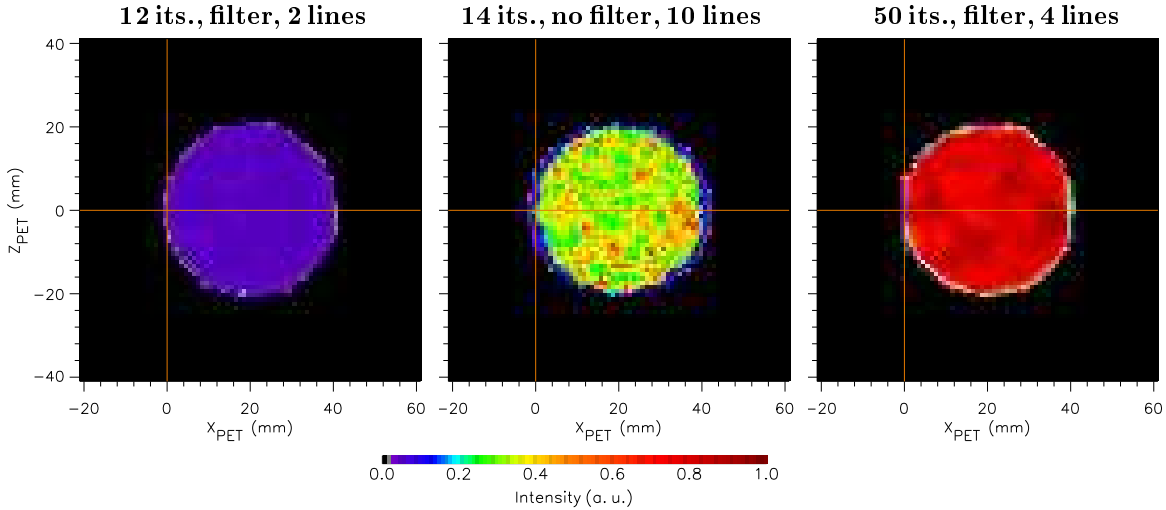 12 its., filter, 2 lines
14 its., no filter, 10 lines
50 its., filter, 4 lines
40
20
0
−20
−40
Z_PET (mm)
−20 0 20 40 60
−20 0 20 40 60
−20 0 20 40 60
X_PET (mm)
X_PET (mm)
X_PET (mm)
0.0 0.2 0.4 0.6 0.8 1.0
Intensity (a. u.)